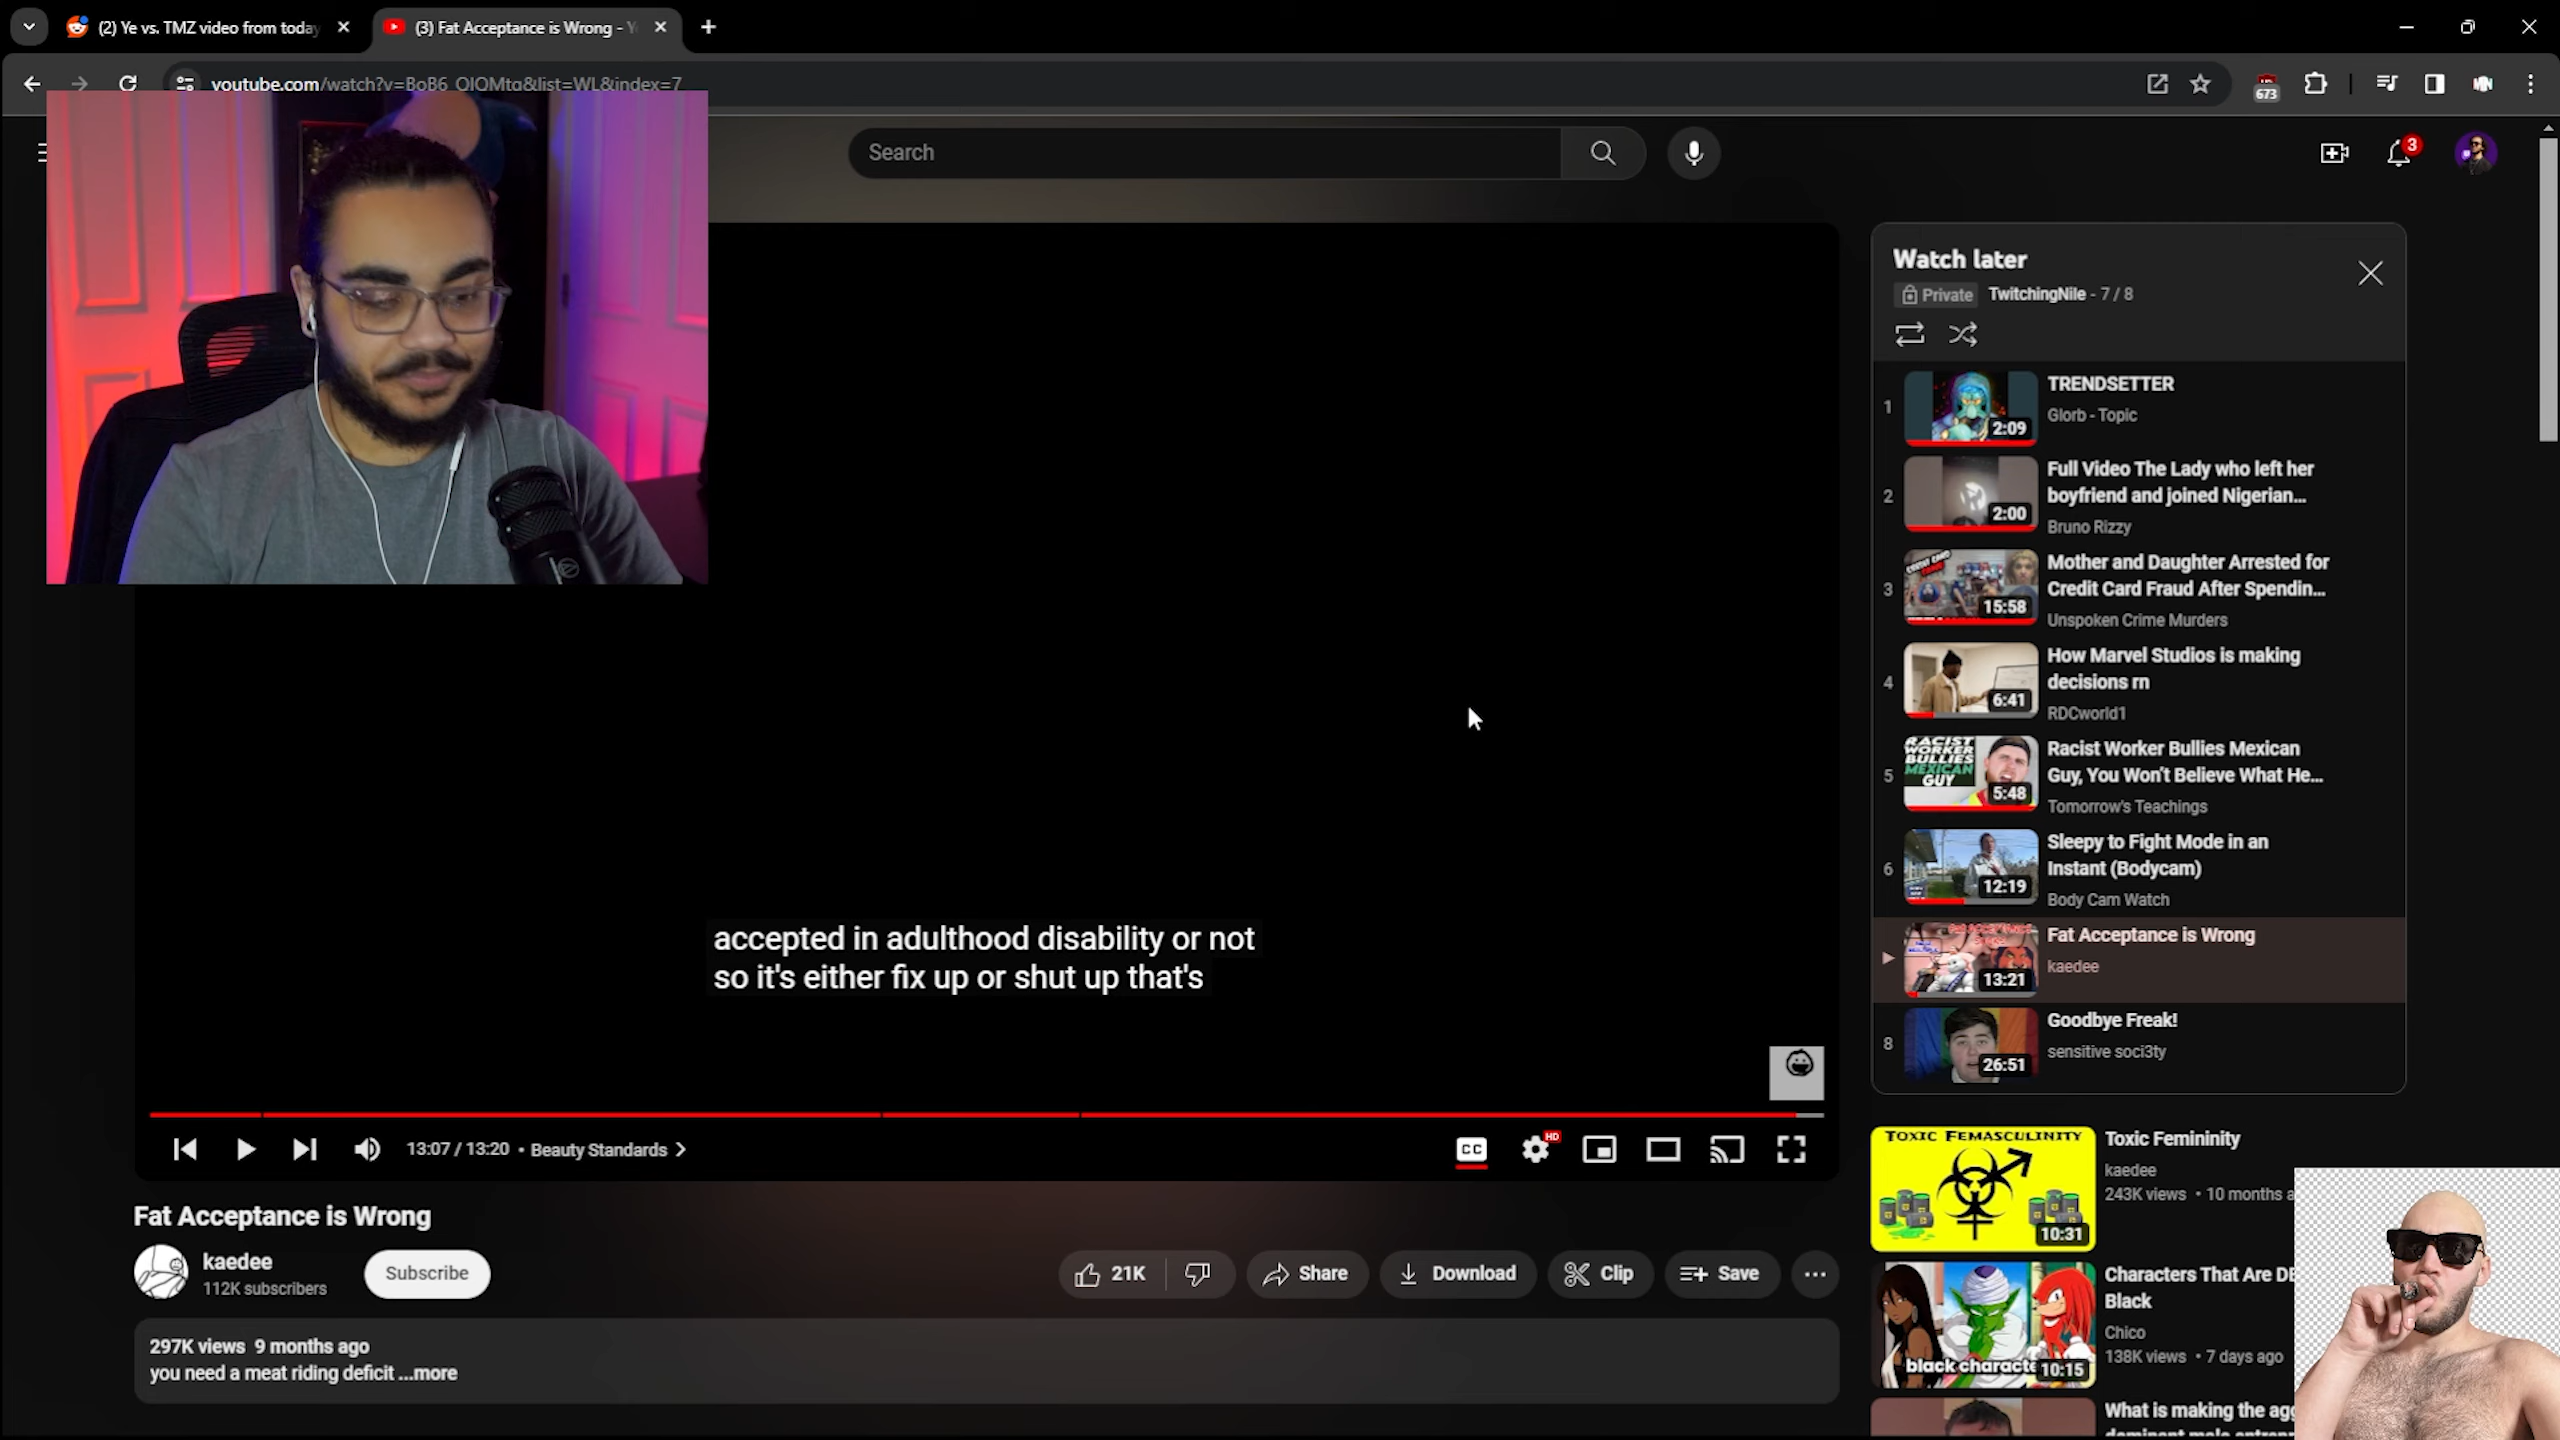 (2) Ye vs. TMZ video from today
(3) Fat Acceptance is Wrong - Y
youtube.com/watch?v=BoB6_QIQMtg&list=WL&index=7
673
Search
3
Watch later
Private TwitchingNile - 7 / 8
1
2:09
TRENDSETTER
Glorb - Topic
2
2:00
Full Video The Lady who left her
boyfriend and joined Nigerian...
Bruno Rizzy
3
15:58
Mother and Daughter Arrested for
Credit Card Fraud After Spendin...
Unspoken Crime Murders
4
6:41
How Marvel Studios is making
decisions rn
RDCworld1
5
RACIST
WORKER
BULLIES
MEXICAN
GUY
5:48
Racist Worker Bullies Mexican
Guy, You Won't Believe What He...
Tomorrow's Teachings
6
12:19
Sleepy to Fight Mode in an
Instant (Bodycam)
Body Cam Watch
13:21
Fat Acceptance is Wrong
kaedee
8
26:51
Goodbye Freak!
sensitive soci3ty
accepted in adulthood disability or not
so it's either fix up or shut up that's
13:07 / 13:20 • Beauty Standards
CC
HD
Fat Acceptance is Wrong
kaedee
112K subscribers
Subscribe
21K
Share
Download
Clip
Save
297K views 9 months ago
you need a meat riding deficit ...more
TOXIC FEMASCULINITY
10:31
Toxic Femininity
kaedee
243K views • 10 months a
black characte
10:15
Characters That Are DE
Black
Chico
138K views • 7 days ago
What is making the agg